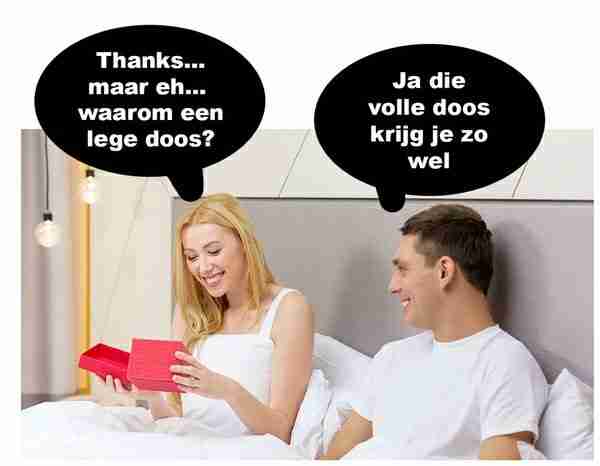 Thanks...
maar eh...
waarom een
lege doos?
Ja die
volle doos
krijg je zo
wel